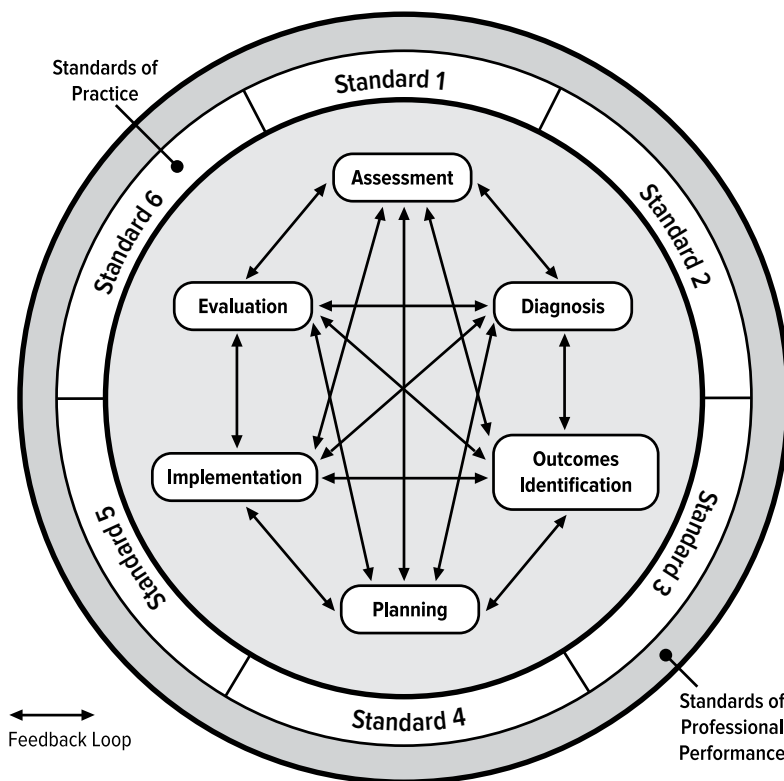 Standards of
Practice
Standard 1
Standard 2
Standard 3
Standard 4
Standard 5
Standard 6
Assessment
Evaluation
Diagnosis
Implementation
Outcomes
Identification
Planning
Feedback Loop
Standards of
Professional
Performance